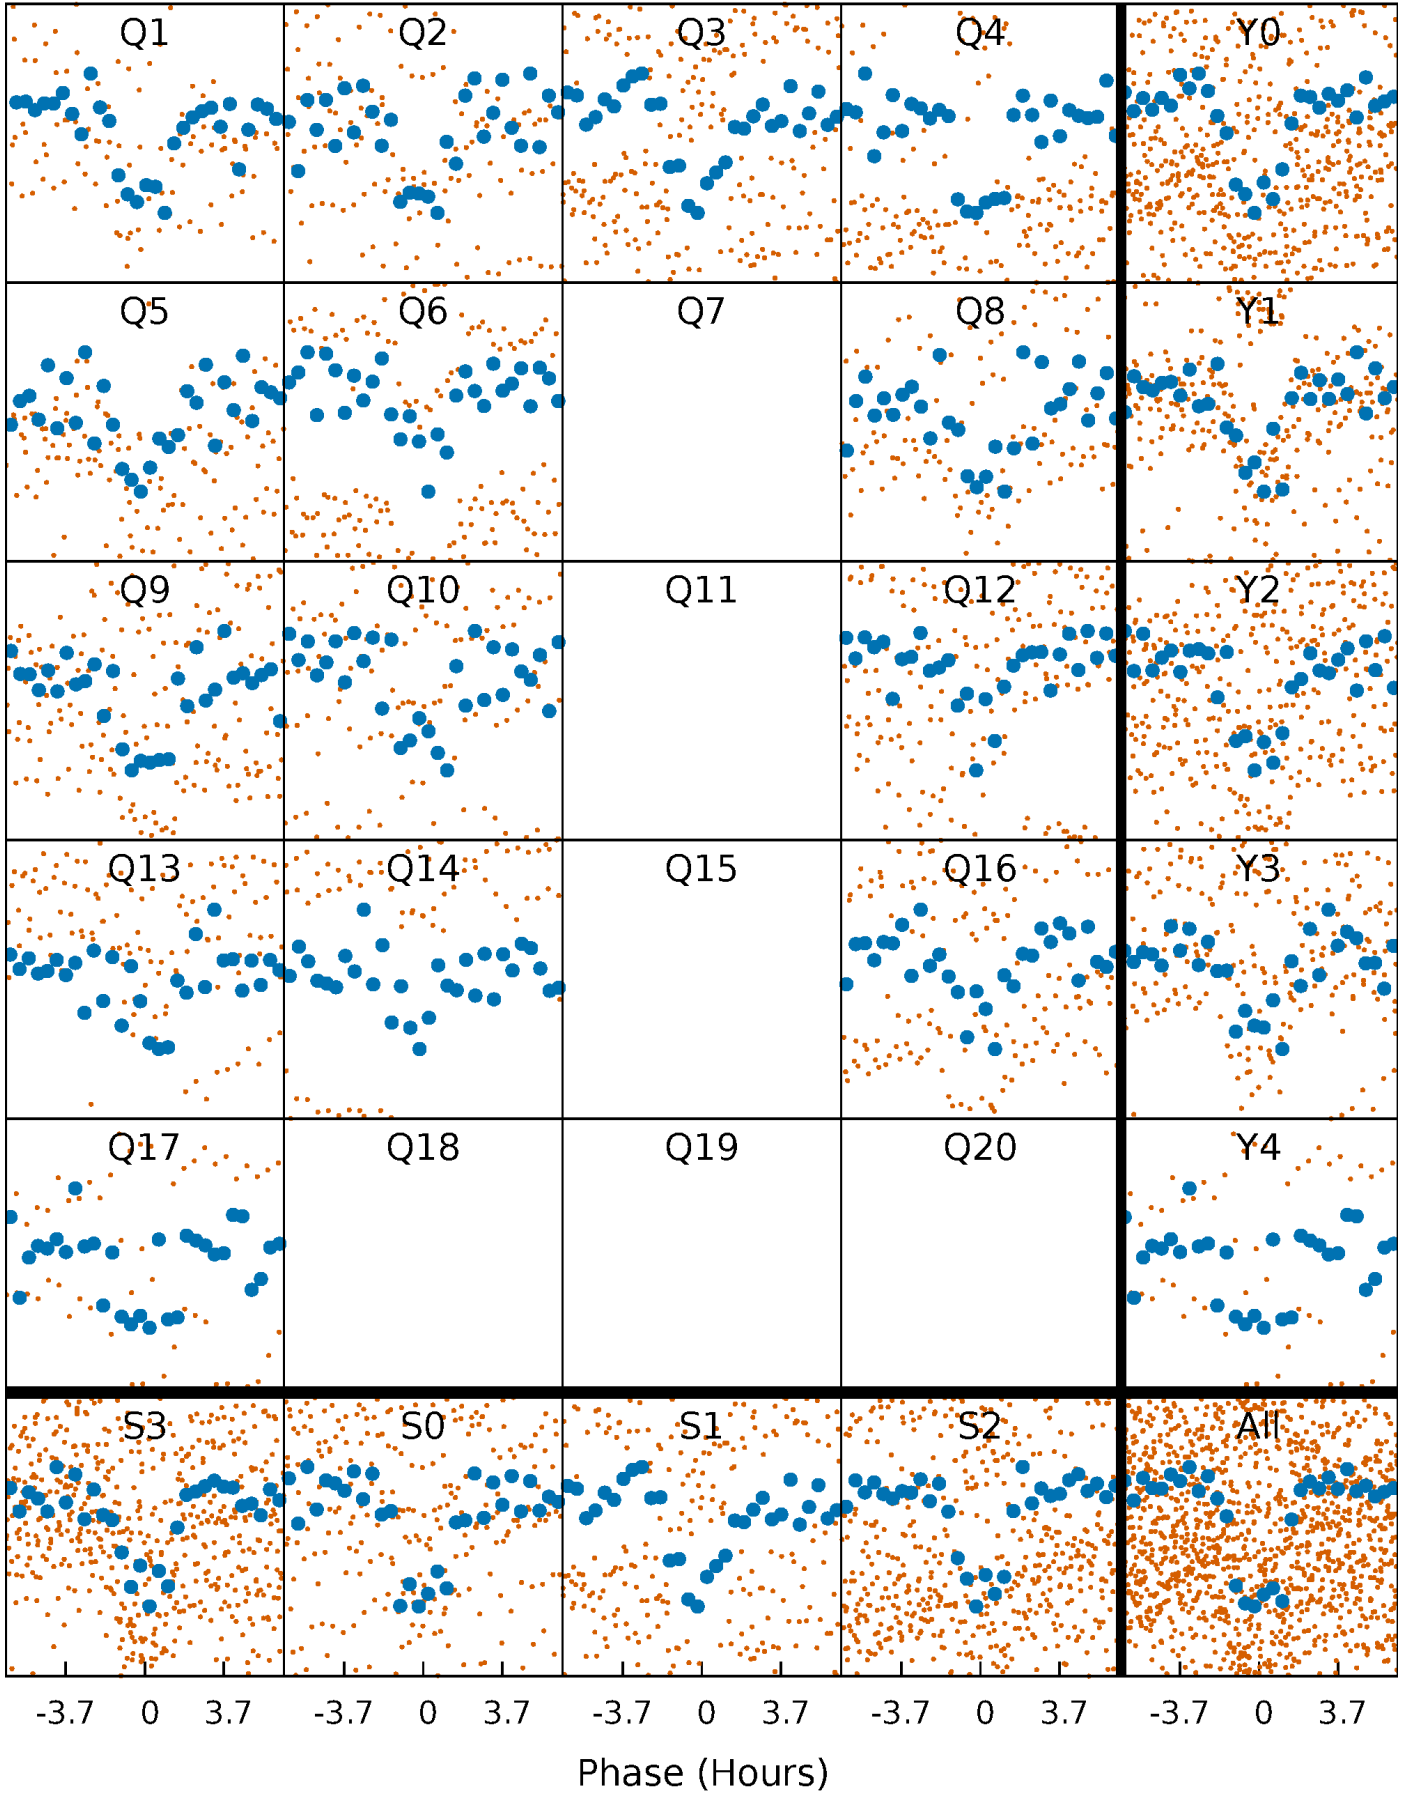 Q1 Q2 Q3 Q4 Y0
Q5 Q6 Q7 Q8 Y1
Q9 Q10 Q11 Q12 Y2
Q13 Q14 Q15 Q16 Y3
Q17 Q18 Q19 Q20 Y4
S3 S0 S1 S2 All
-3.7 0 3.7 -3.7 0 3.7 -3.7 0 3.7 -3.7 0 3.7 -3.7 0 3.7
Phase (Hours)